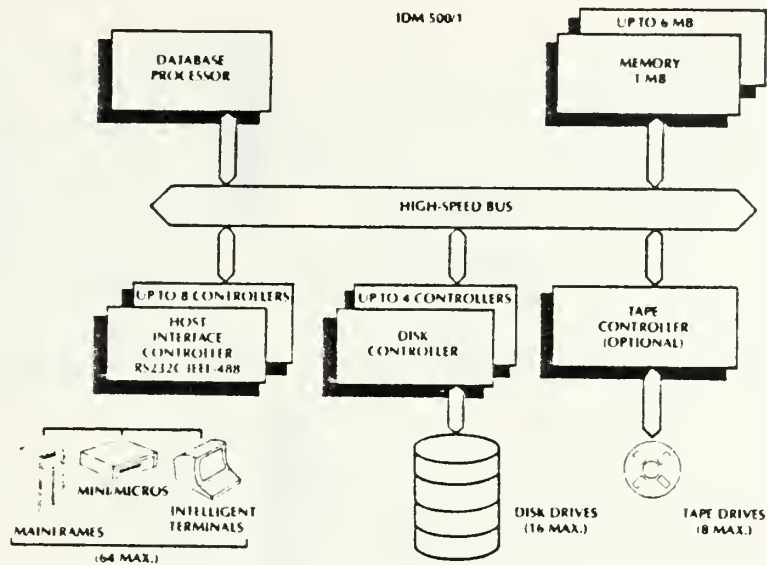 IDM 500/1
DATABASE
PROCESSOR
UP TO 6 MB
MEMORY
1 MB
HIGH-SPEED BUS
UP TO 8 CONTROLLERS
HOST
INTERFACE
CONTROLLER
RS232C IEEE-488
UP TO 4 CONTROLLERS
DISK
CONTROLLER
TAPE
CONTROLLER
(OPTIONAL)
MINI/MICROS
MAINFRAMES
INTELLIGENT
TERMINALS
(64 MAX.)
DISK DRIVES
(16 MAX.)
TAPE DRIVES
(8 MAX.)